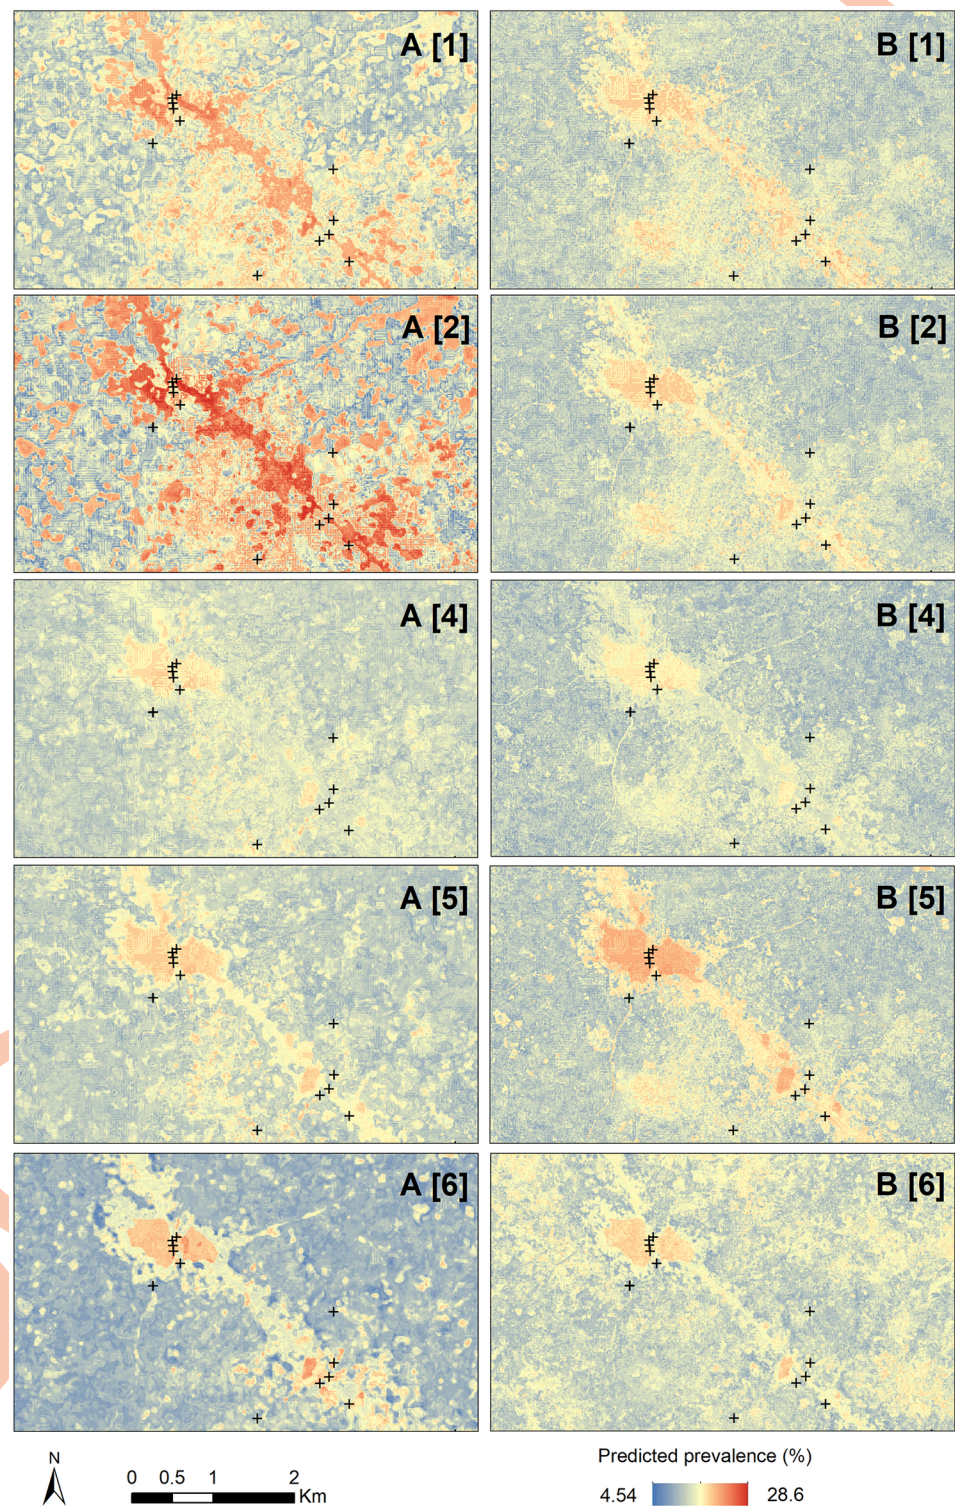 A [1]
B [1]
A [2]
B [2]
A [4]
B [4]
A [5]
B [5]
A [6]
B [6]
N
0 0.5 1 2
Km
Predicted prevalence (%)
4.54 28.6